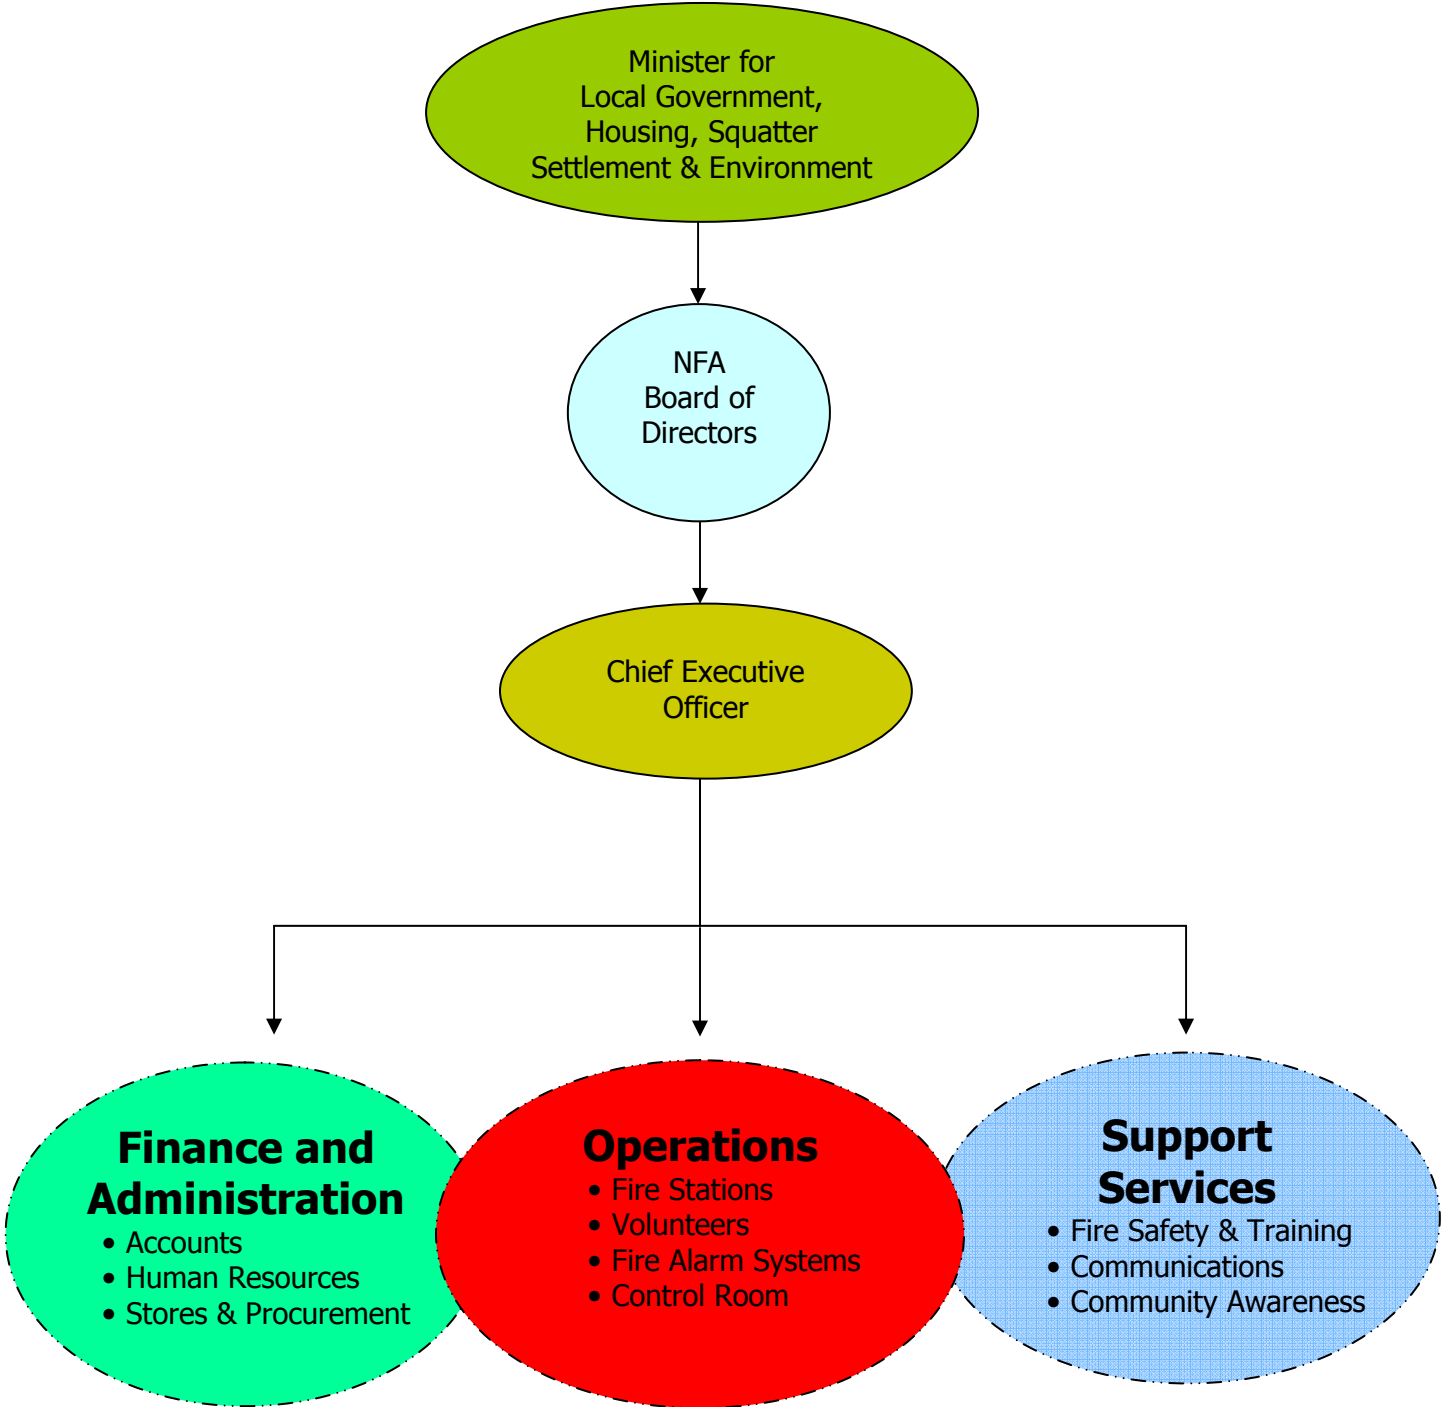 Minister for
Local Government,
Housing, Squatter
Settlement & Environment
NFA
Board of
Directors
Chief Executive
Officer
Finance and
Administration
• Accounts
• Human Resources
• Stores & Procurement
Operations
• Fire Stations
• Volunteers
• Fire Alarm Systems
• Control Room
Support
Services
• Fire Safety & Training
• Communications
• Community Awareness